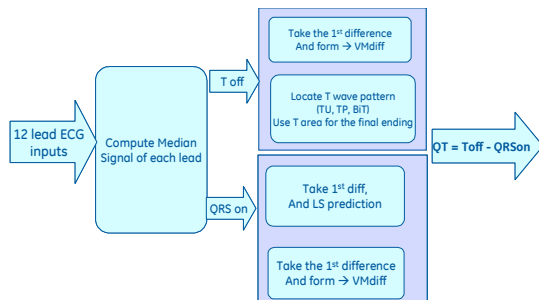 12 lead ECG
inputs
Compute Median
Signal of each lead
T off
Take the 1st difference
And form → VMdiff
Locate T wave pattern
(TU, TP, BiT)
Use T area for the final ending
QRS on
Take 1st diff,
And LS prediction
Take the 1st difference
And form → VMdiff
QT = Toff - QRSon